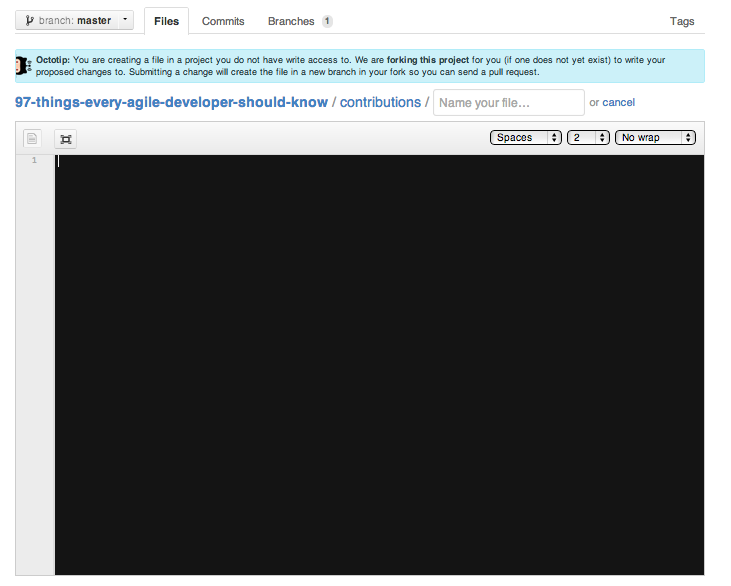 branch: master
Files
Commits
Branches 1
Tags
Octotip: You are creating a file in a project you do not have write access to. We are forking this project for you (if one does not yet exist) to write your
proposed changes to. Submitting a change will create the file in a new branch in your fork so you can send a pull request.
97-things-every-agile-developer-should-know / contributions / Name your file... or cancel
Spaces 2 No wrap
1